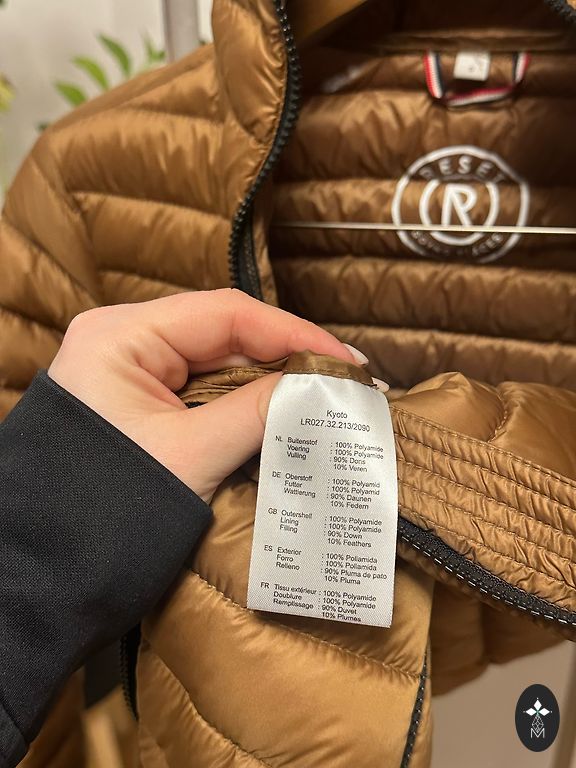 RESET
R
Kyoto
LR027.32.213/2090
NL Buitenstof : 100% Polyamide
Voering : 100% Polyamide
Vulling : 90% Dons
10% Veren
DE Oberstoff : 100% Polyamid
Futter : 100% Polyamid
Wattierung : 90% Daunen
10% Federn
GB Outershell : 100% Polyamide
Lining : 100% Polyamide
Filling : 90% Down
10% Feathers
ES Exterior : 100% Poliamida
Forro : 100% Poliamida
Relleno : 90% Pluma de pato
10% Pluma
FR Tissu extérieur : 100% Polyamide
Doublure : 100% Polyamide
Remplissage : 90% Duvet
10% Plumes
M